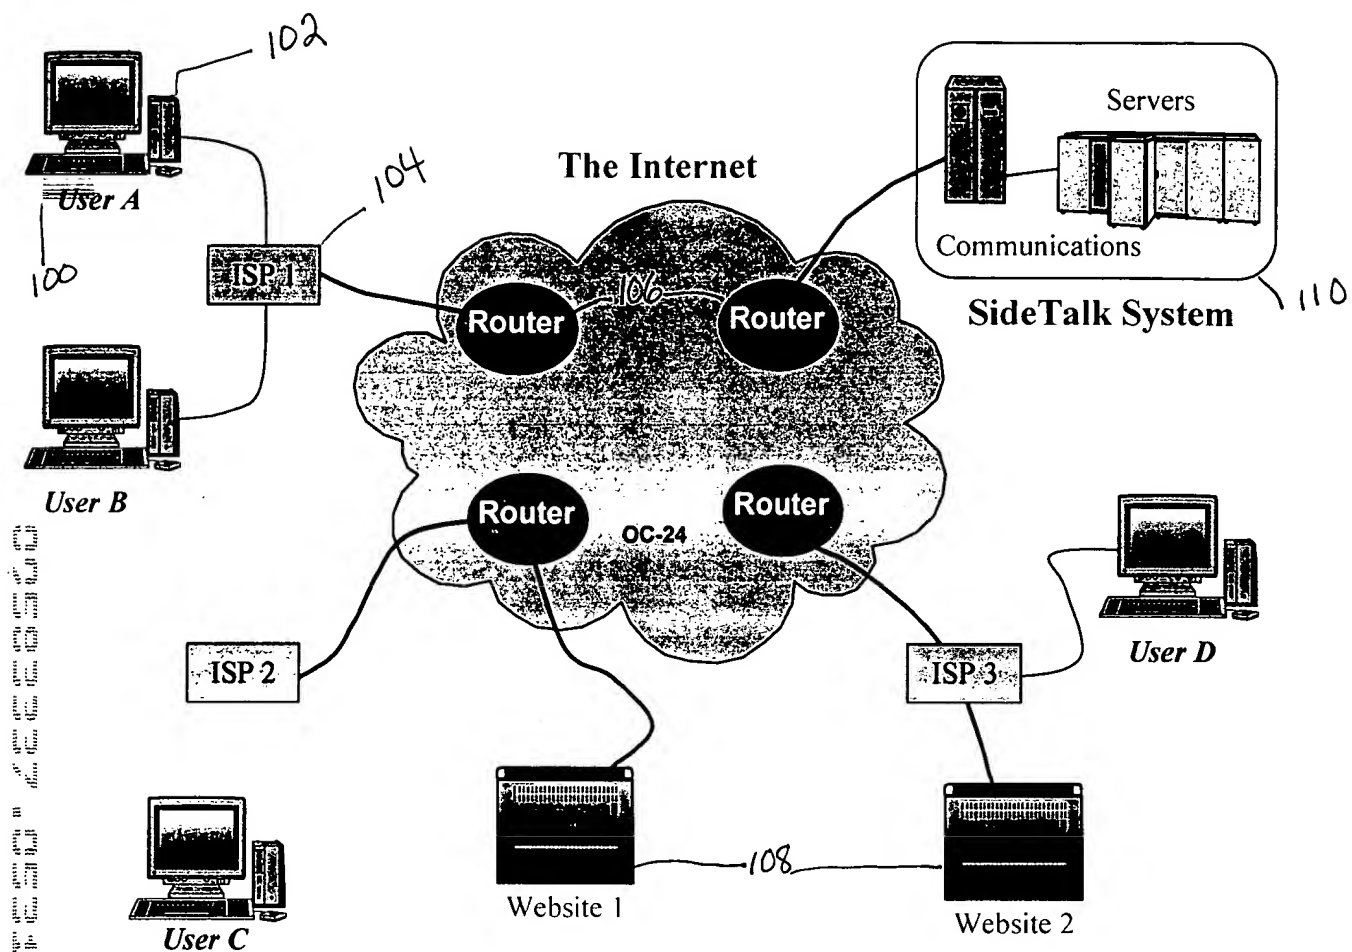 102
Servers
The Internet
104
User A
Communications
100
ISP 1
106
110
Router
Router
SideTalk System
User B
Router
Router
OC-24
User D
ISP 2
ISP 3
108
Website 1
Website 2
User C